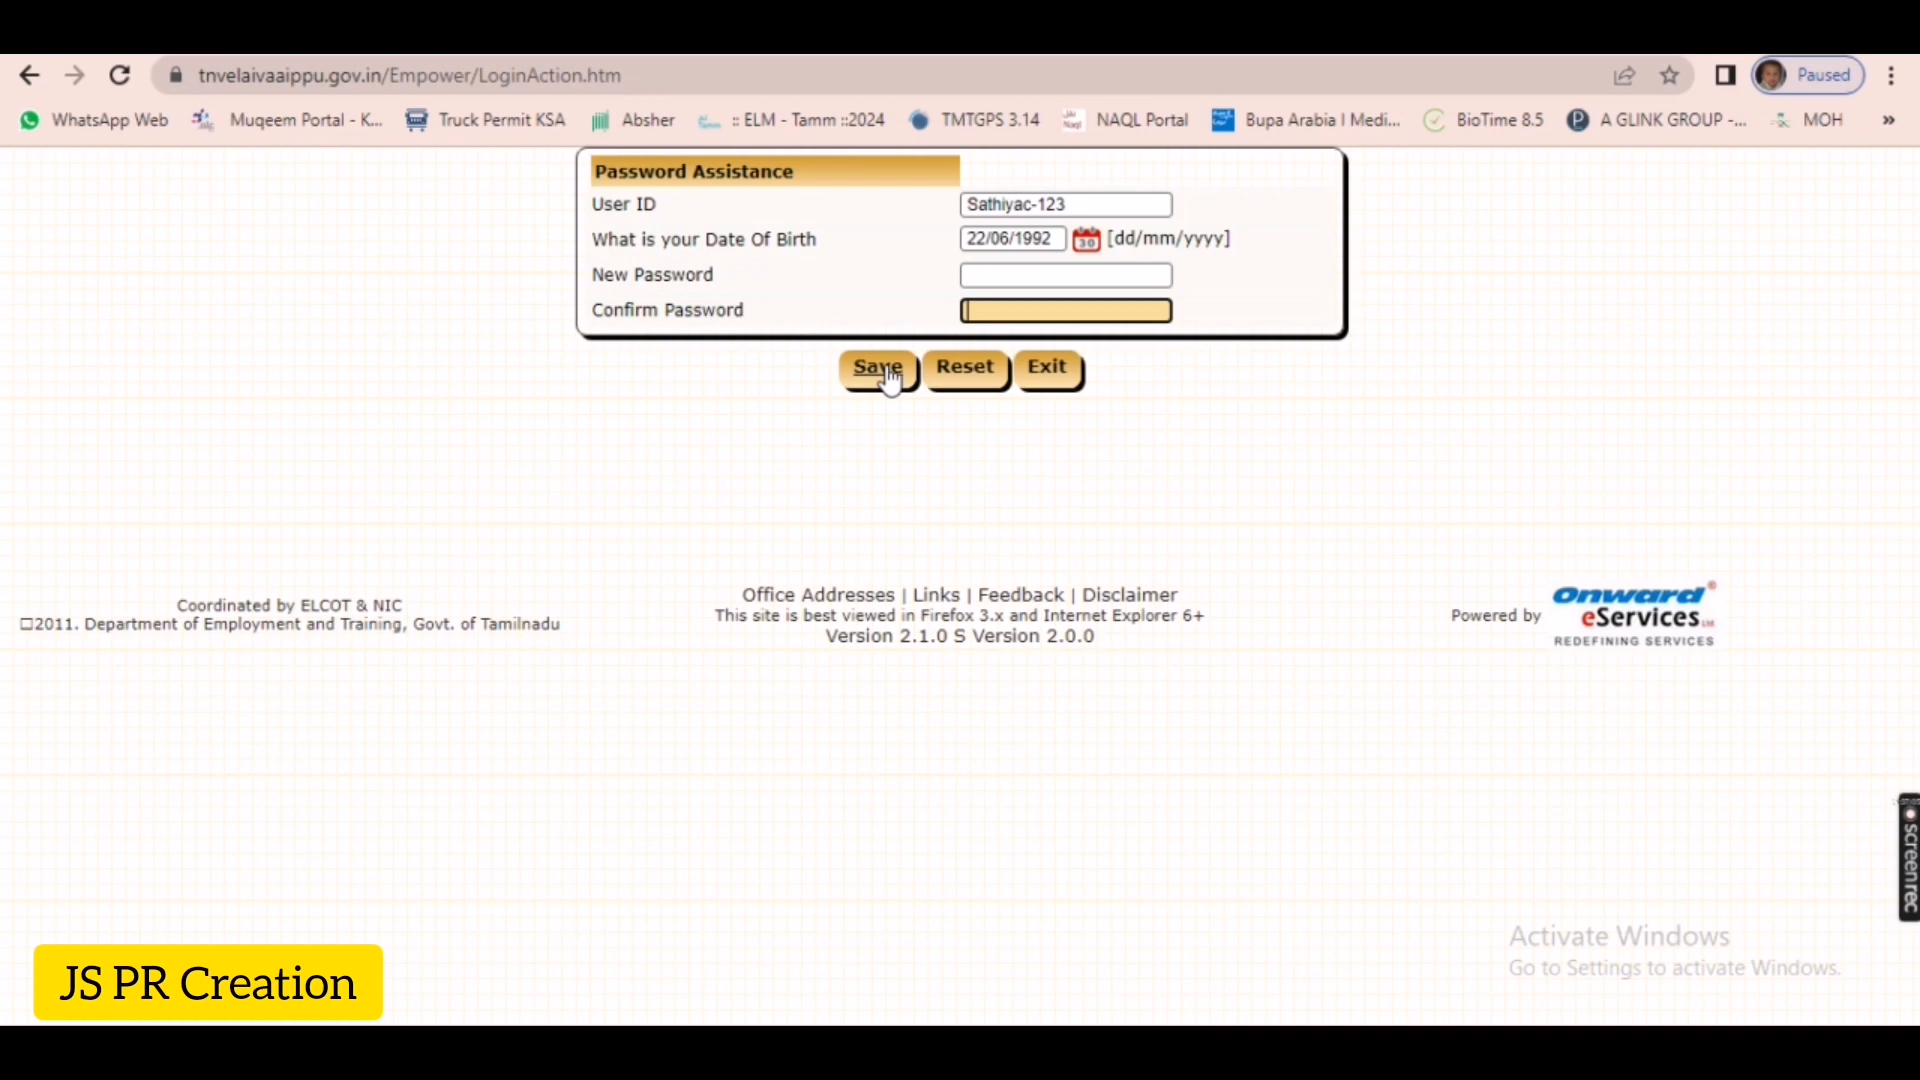 tnvelaivaaippu.gov.in/Empower/LoginAction.htm
Paused
WhatsApp Web
Muqeem Portal - K...
Truck Permit KSA
Absher
:: ELM - Tamm ::2024
TMTGPS 3.14
NAQL Portal
Bupa Arabia I Medi...
BioTime 8.5
A GLINK GROUP -...
MOH
»
Password Assistance
User ID
Sathiyac-123
What is your Date Of Birth
22/06/1992
30
[dd/mm/yyyy]
New Password
Confirm Password
Save
Reset
Exit
Coordinated by ELCOT & NIC
□2011. Department of Employment and Training, Govt. of Tamilnadu
Office Addresses | Links | Feedback | Disclaimer
This site is best viewed in Firefox 3.x and Internet Explorer 6+
Version 2.1.0 S Version 2.0.0
Powered by
Onward®
eServices Ltd
REDEFINING SERVICES
screenrec
Activate Windows
Go to Settings to activate Windows.
JS PR Creation